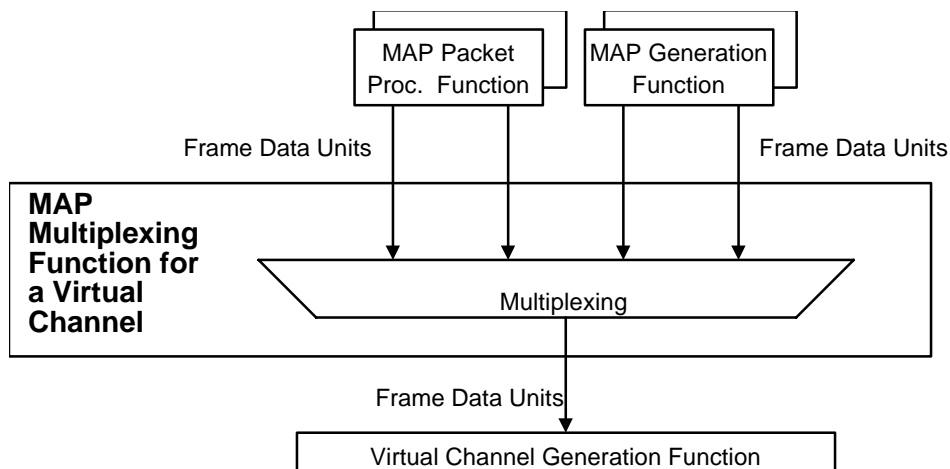 MAP Packet
Proc. Function
MAP Generation
Function
Frame Data Units
Frame Data Units
MAP
Multiplexing
Function for
a Virtual
Channel
Multiplexing
Frame Data Units
Virtual Channel Generation Function